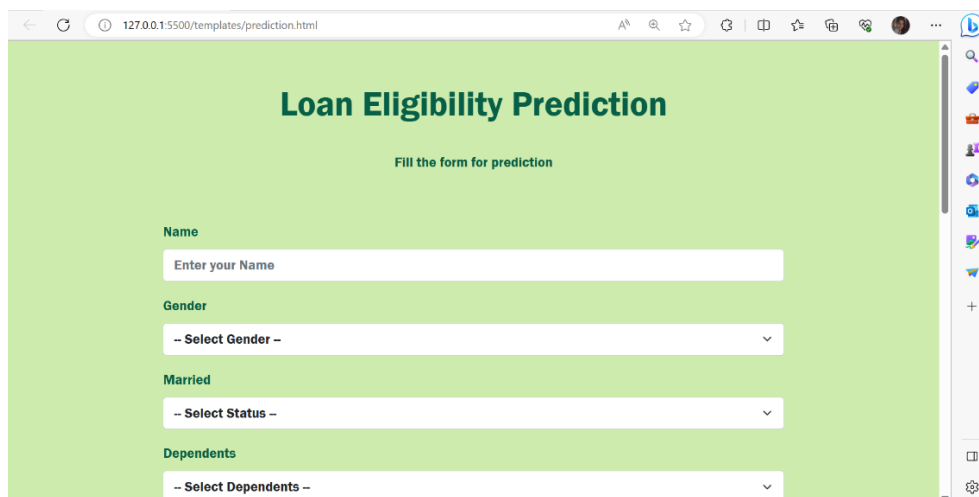 127.0.0.1:5500/templates/prediction.html
Loan Eligibility Prediction
Fill the form for prediction
Name
Enter your Name
Gender
-- Select Gender --
Married
-- Select Status --
Dependents
-- Select Dependents --